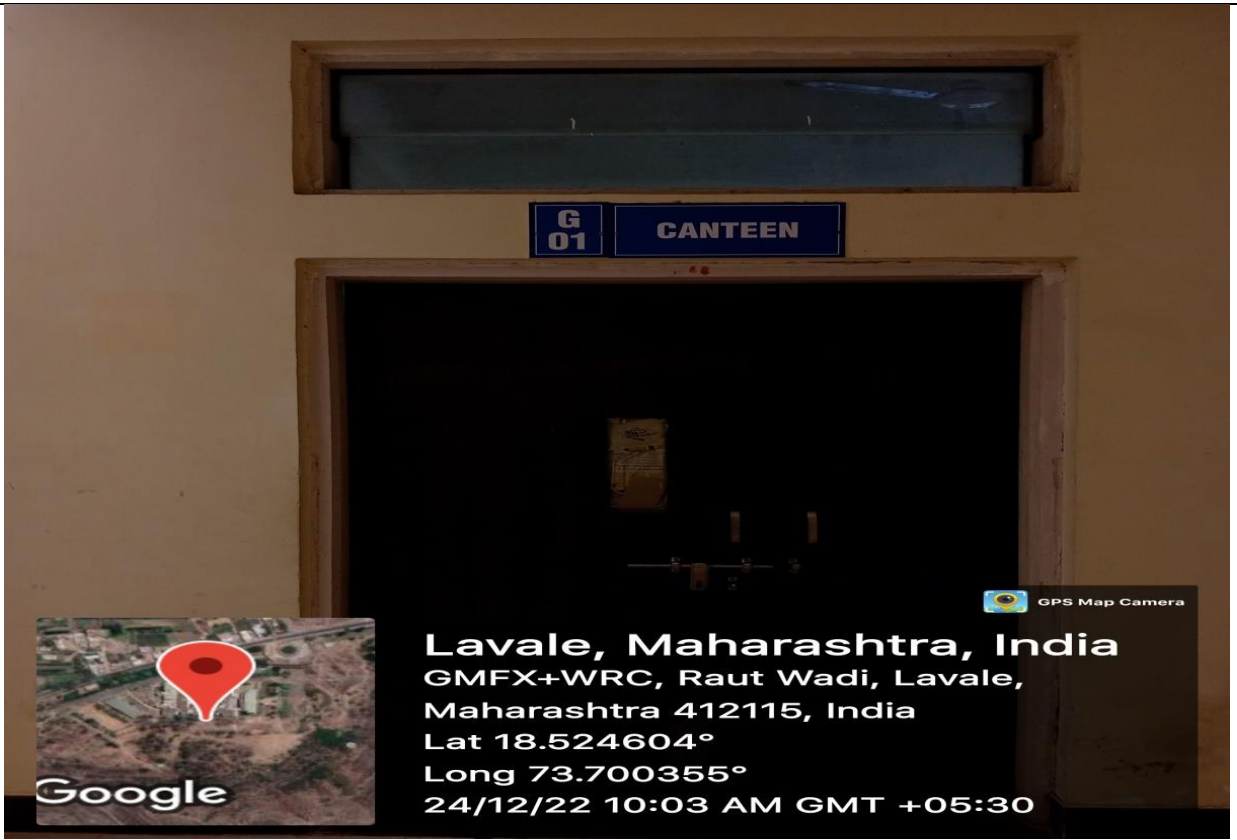 G
01
CANTEEN
GPS Map Camera
Lavale, Maharashtra, India
GMFX+WRC, Raut Wadi, Lavale,
Maharashtra 412115, India
Lat 18.524604°
Long 73.700355°
24/12/22 10:03 AM GMT +05:30
Google